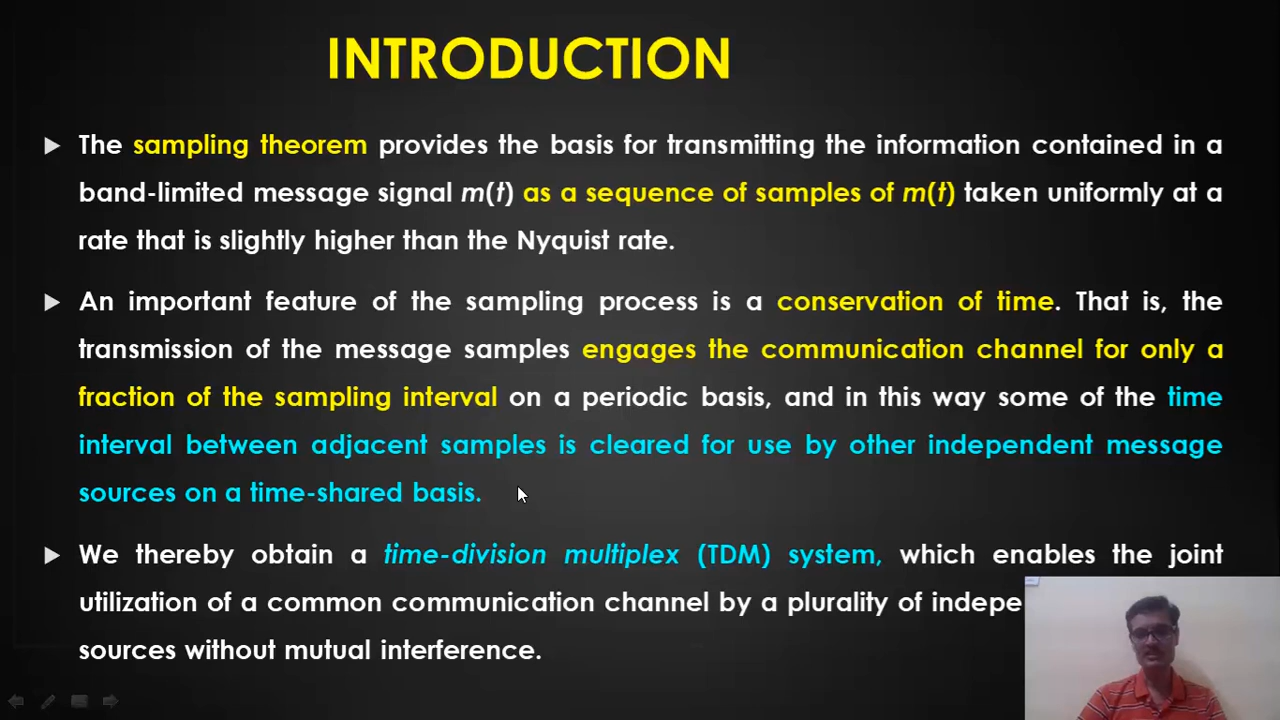 INTRODUCTION
The sampling theorem provides the basis for transmitting the information contained in a
band-limited message signal m(t) as a sequence of samples of m(t) taken uniformly at a
rate that is slightly higher than the Nyquist rate.
An important feature of the sampling process is a conservation of time. That is, the
transmission of the message samples engages the communication channel for only a
fraction of the sampling interval on a periodic basis, and in this way some of the time
interval between adjacent samples is cleared for use by other independent message
sources on a time-shared basis.
We thereby obtain a time-division multiplex (TDM) system, which enables the joint
utilization of a common communication channel by a plurality of indepe
sources without mutual interference.